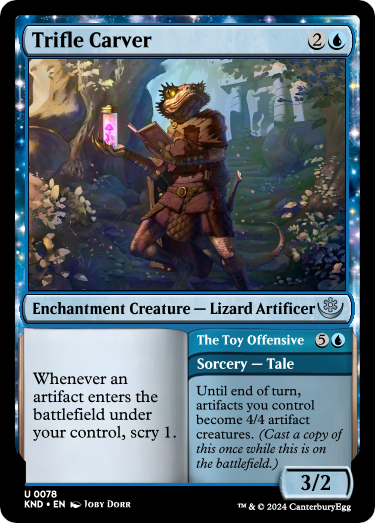 Trifle Carver 2
Enchantment Creature — Lizard Artificer
Whenever an
artifact enters the
battlefield under
your control, scry 1.
The Toy Offensive 5
Sorcery — Tale
Until end of turn,
artifacts you control
become 4/4 artifact
creatures. (Cast a copy
of this once while this is on
the battlefield.)
3/2
U 0078
KND • EN Joby Dorr
™ & © 2024 CanterburyEgg